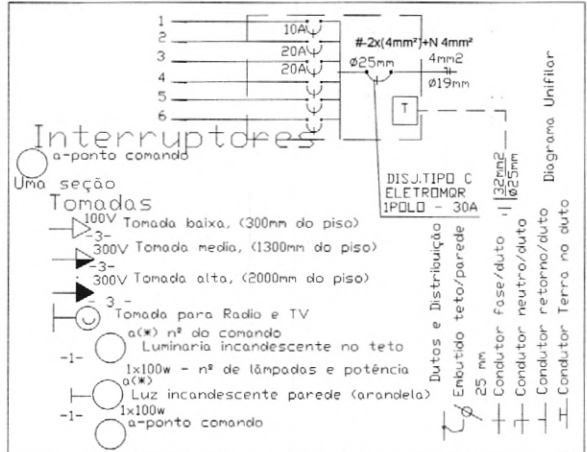 1
2
3
4
5
6
10A
20A
20A
#-2x(4mm²)+N 4mm²
ø25mm
4mm2
ø19mm
T
DISJ.TIPO C
ELETROMQR
1POLO - 30A
32mm2
ø25mm
Diagrama Unifilar
Interruptores
a-ponto comando
Uma seção
Tomadas
100V Tomada baixa, (300mm do piso)
-3-
300V Tomada media, (1300mm do piso)
-3-
300V Tomada alta, (2000mm do piso)
- 3 -
Tomada para Radio e TV
a(*) nº do comando
Luminaria incandescente no teto
-1-
1x100w - nº de lâmpadas e potência
a(*)
Luz incandescente parede (arandela)
-1-
1x100w
a-ponto comando
Dutos e Distribuição
Embutido teto/parede
25 mm
Condutor fase/duto
Condutor neutro/duto
Condutor retorno/duto
Condutor Terra no duto